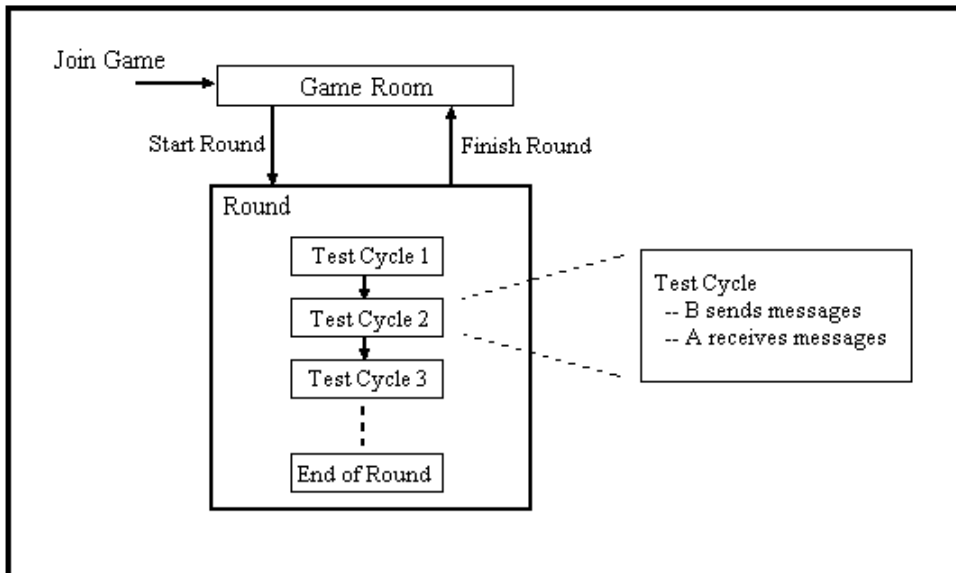 Join Game
Game Room
Start Round
Finish Round
Round
Test Cycle 1
Test Cycle 2
Test Cycle 3
End of Round
Test Cycle
-- B sends messages
-- A receives messages